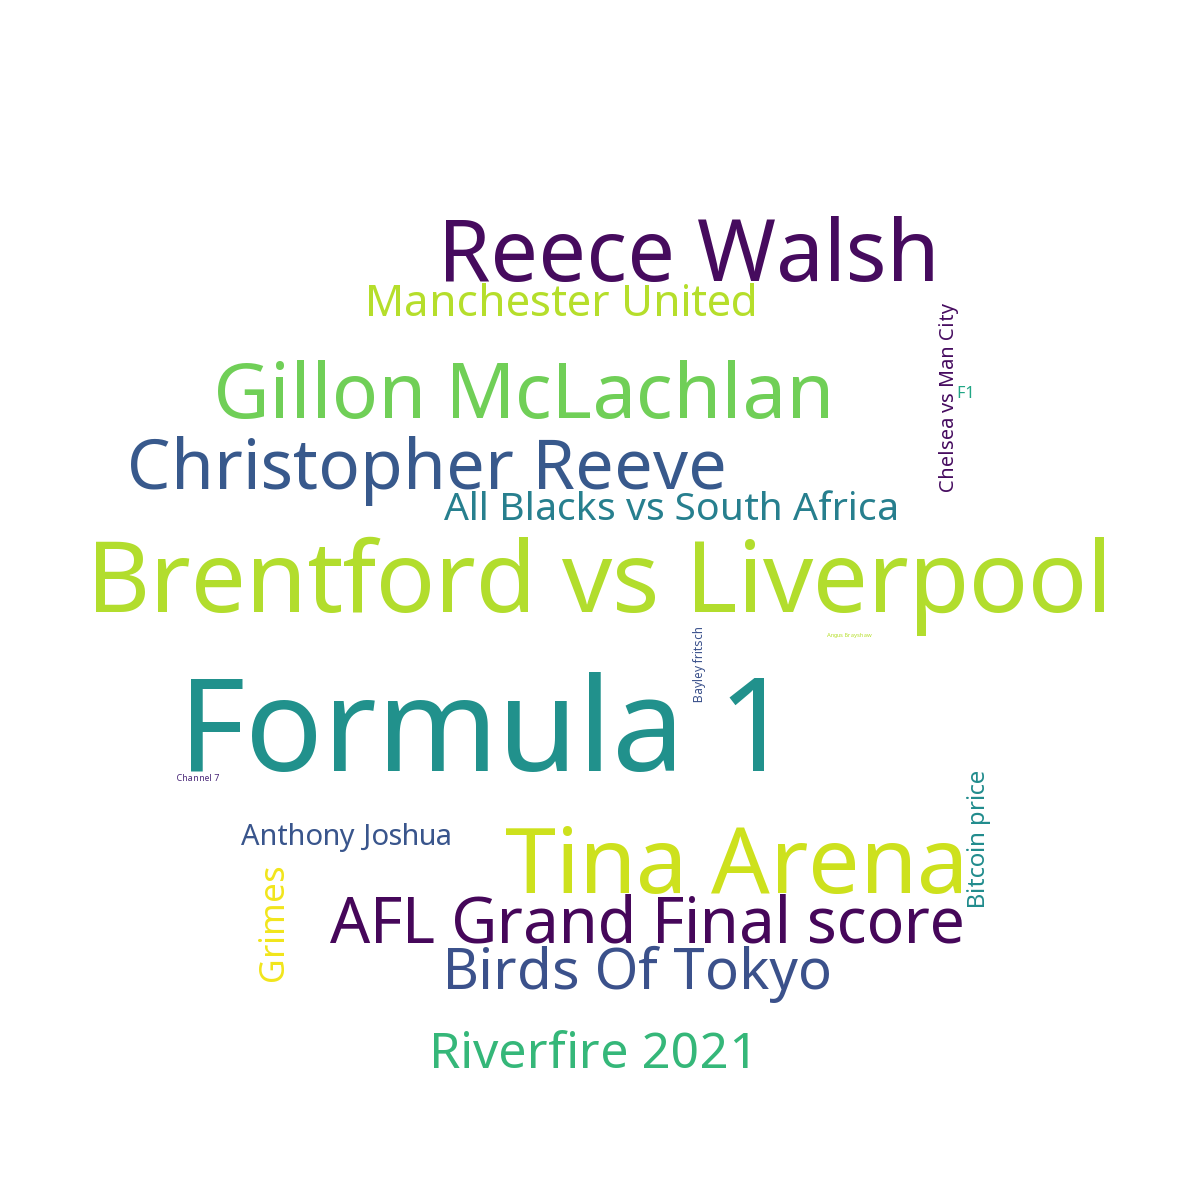 Reece Walsh
Manchester United
Chelsea vs Man City
Gillon McLachlan
F1
Christopher Reeve
All Blacks vs South Africa
Brentford vs Liverpool
Angus Brayshaw
Bayley fritsch
Formula 1
Channel 7
Bitcoin price
Anthony Joshua
Tina Arena
Grimes
AFL Grand Final score
Birds Of Tokyo
Riverfire 2021